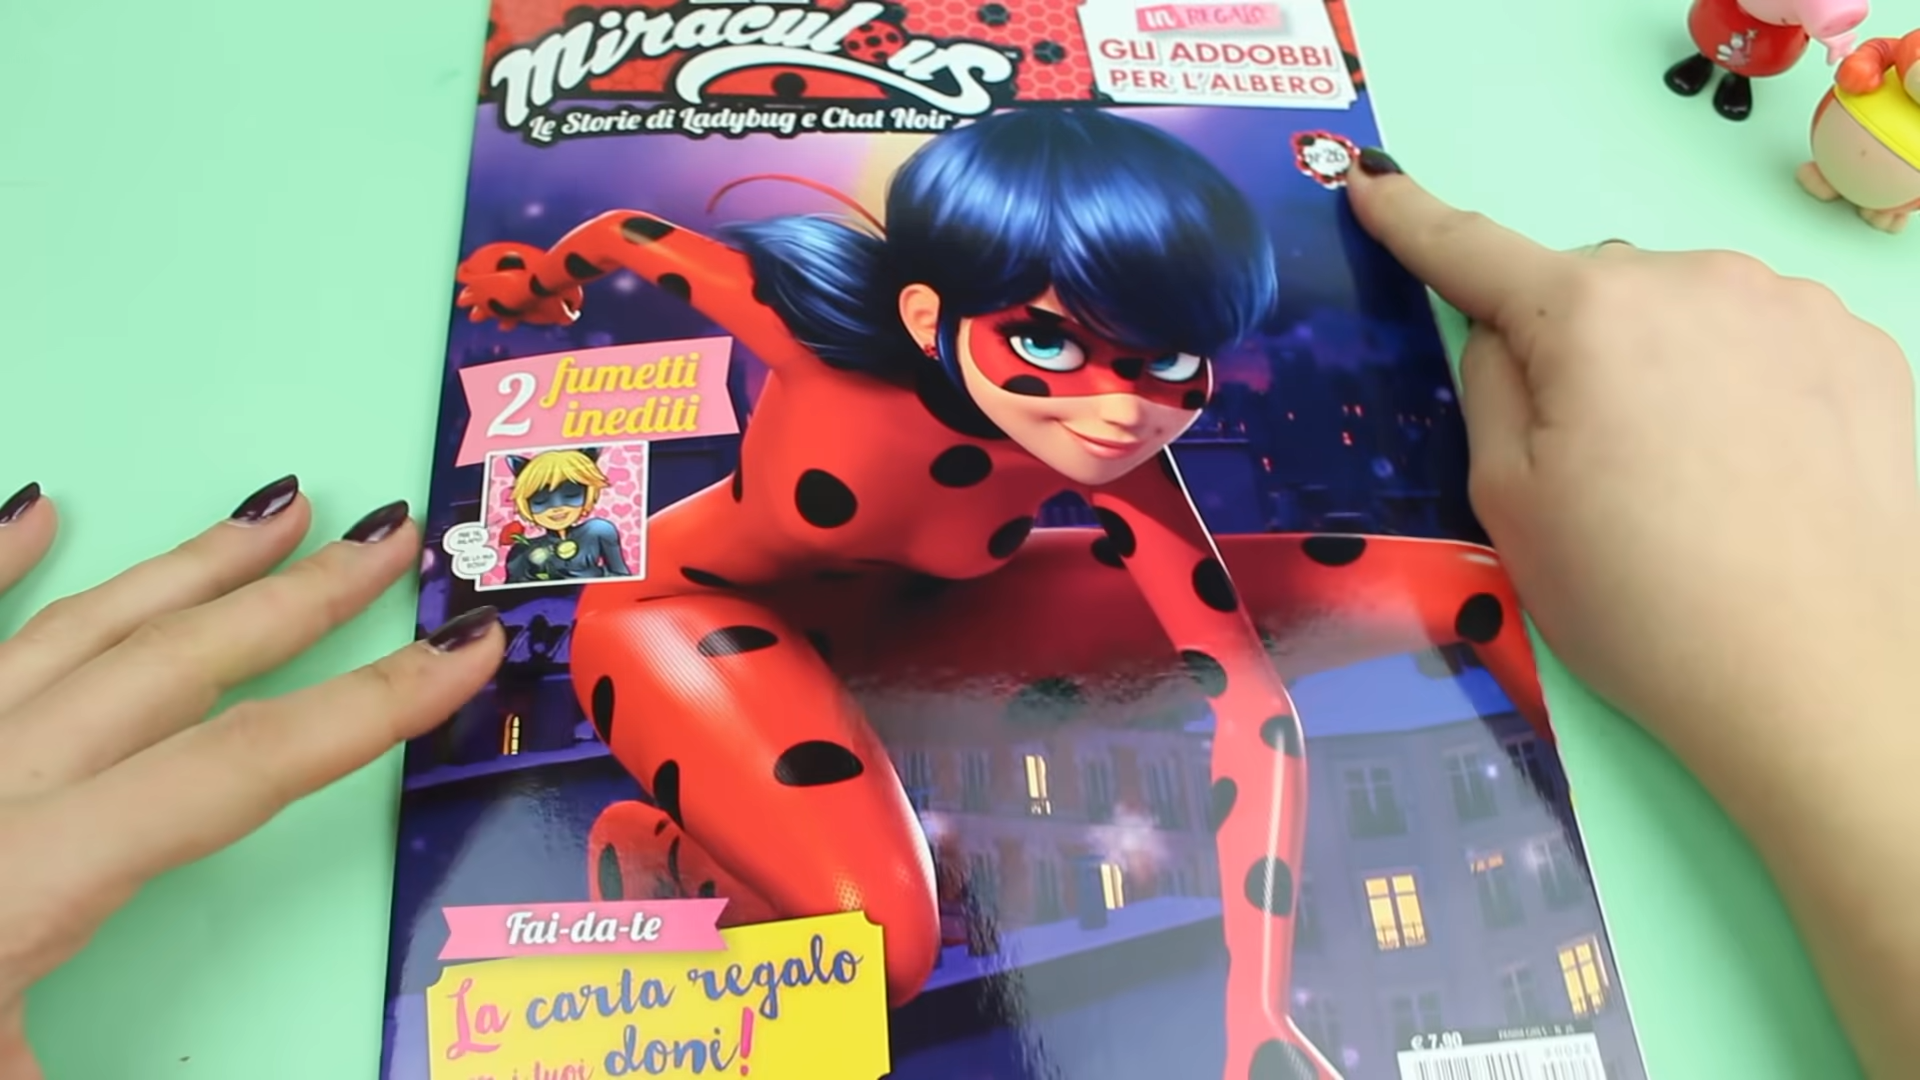 Miraculous
Le Storie di Ladybug e Chat Noir
IN REGALO
GLI ADDOBBI
PER L'ALBERO
N°26
2 fumetti
inediti
Fai-da-te
La carta regalo
doni!
€ 7,90